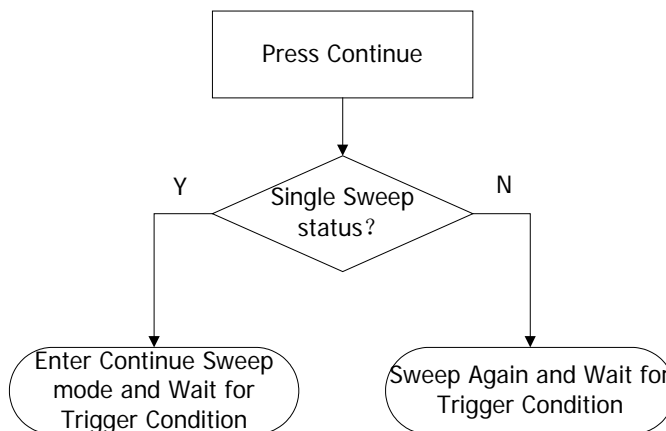 Press Continue
Y
N
Single Sweep
status？
Enter Continue Sweep
mode and Wait for
Trigger Condition
Sweep Again and Wait for
Trigger Condition